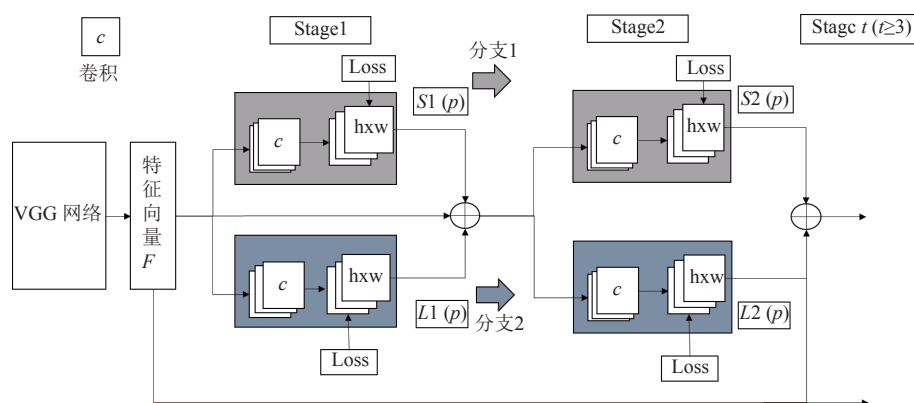 c
卷积
Stage1
Stage2
Stagc t (t≥3)
分支1
Loss
S1 (p)
c
hxw
Loss
S2 (p)
c
hxw
VGG 网络
特征向量F
c
hxw
L1 (p)
分支2
Loss
c
hxw
L2 (p)
Loss